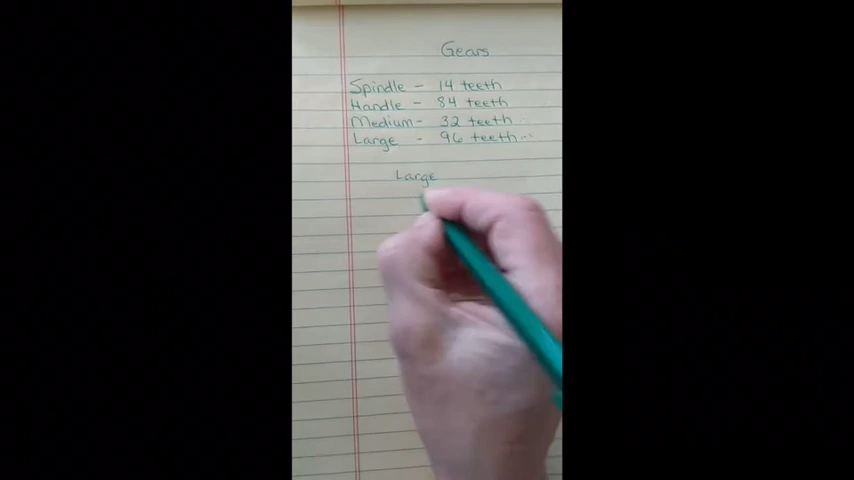 Gears
Spindle - 14 teeth
Handle - 84 teeth
Medium - 32 teeth
Large - 96 teeth
Large